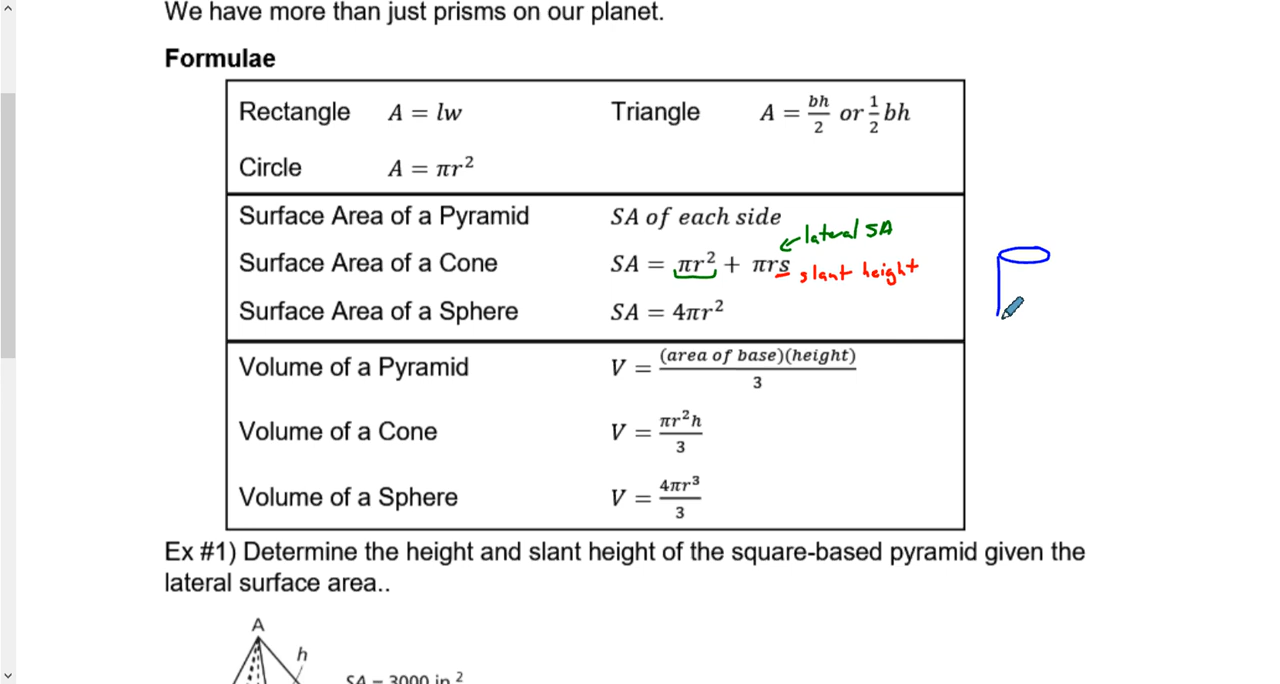 We have more than just prisms on our planet.
Formulae
Rectangle A = lw Triangle A = bh/2 or 1/2 bh
Circle A = πr²
Surface Area of a Pyramid SA of each side
lateral SA
Surface Area of a Cone SA = πr² + πrs slant height
Surface Area of a Sphere SA = 4πr²
Volume of a Pyramid V = (area of base)(height)/3
Volume of a Cone V = πr²h/3
Volume of a Sphere V = 4πr³/3
Ex #1) Determine the height and slant height of the square-based pyramid given the
lateral surface area..
A
h
SA = 3000 in²